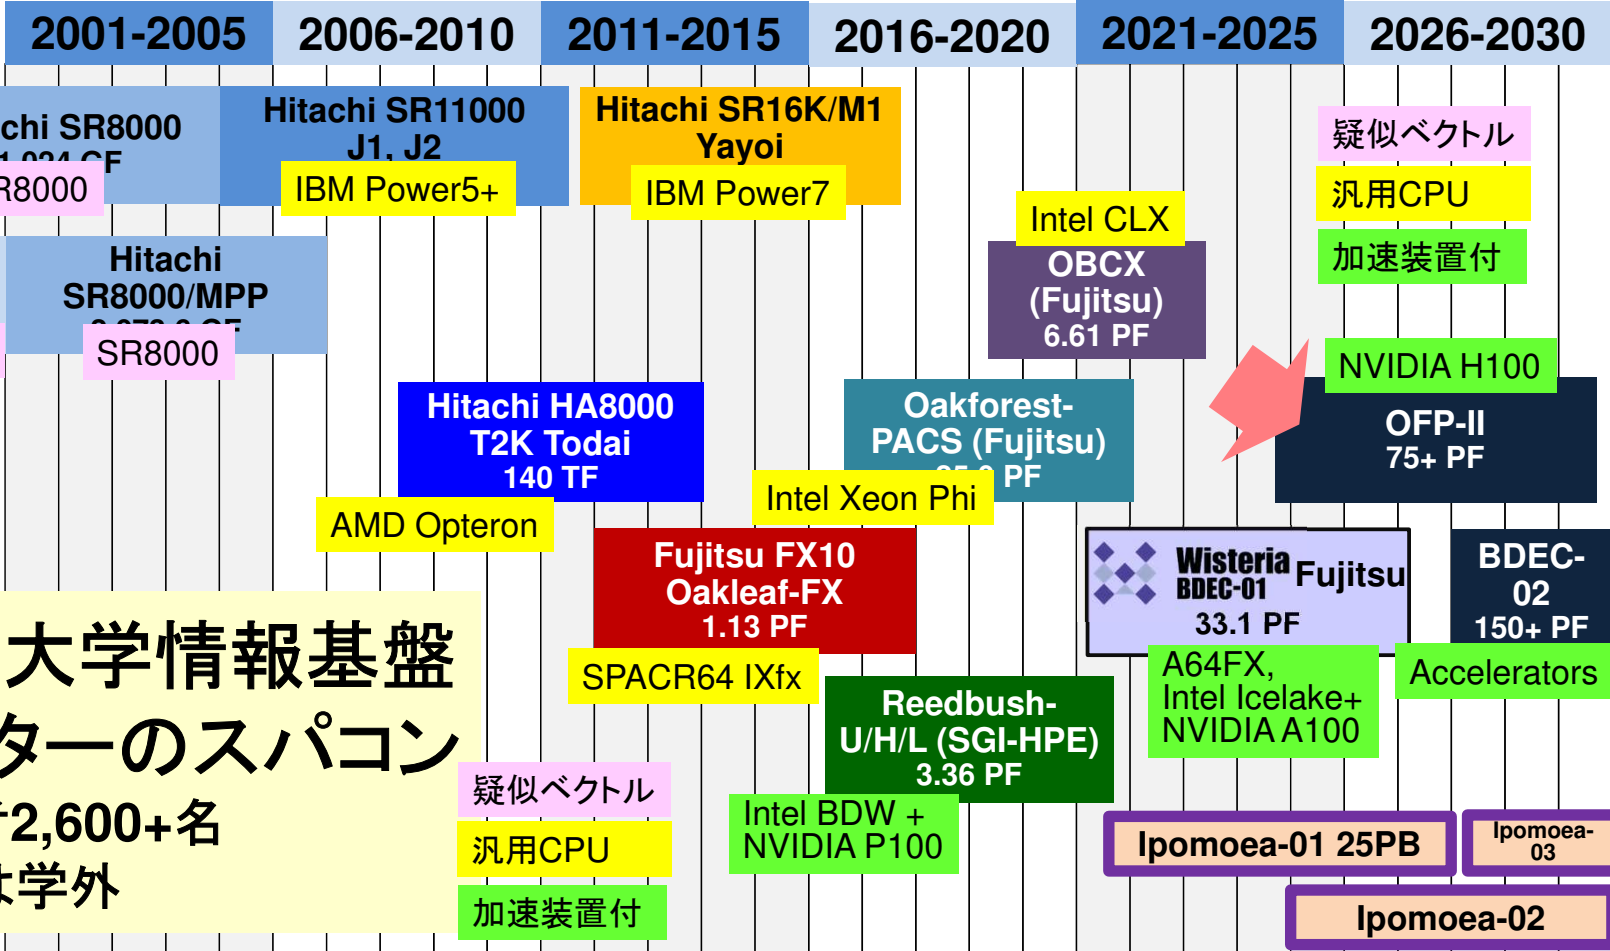 2001-2005 2006-2010 2011-2015 2016-2020 2021-2025 2026-2030
chi SR8000
R8000
Hitachi SR11000
J1, J2
IBM Power5+
Hitachi SR16K/M1
Yayoi
IBM Power7
疑似ベクトル
汎用CPU
加速装置付
Hitachi
SR8000/MPP
SR8000
Intel CLX
OBCX
(Fujitsu)
6.61 PF
Hitachi HA8000
T2K Todai
140 TF
AMD Opteron
Oakforest-
PACS (Fujitsu)
PF
Intel Xeon Phi
NVIDIA H100
OFP-II
75+ PF
Fujitsu FX10
Oakleaf-FX
1.13 PF
SPACR64 IXfx
Wisteria
BDEC-01
Fujitsu
33.1 PF
A64FX,
Intel Icelake+
NVIDIA A100
BDEC-
02
150+ PF
Accelerators
大学情報基盤
ターのスパコン
2,600+名
学外
疑似ベクトル
汎用CPU
加速装置付
Reedbush-
U/H/L (SGI-HPE)
3.36 PF
Intel BDW +
NVIDIA P100
Ipomoea-01 25PB
Ipomoea-
03
Ipomoea-02